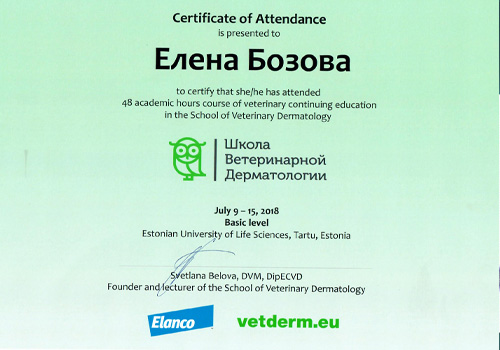 Certificate of Attendance
is presented to
Елена Бозова
to certify that she/he has attended
48 academic hours course of veterinary continuing education
in the School of Veterinary Dermatology
Школа
Ветеринарной
Дерматологии
July 9 – 15, 2018
Basic level
Estonian University of Life Sciences, Tartu, Estonia
Svetlana Belova, DVM, DipECVD
Founder and lecturer of the School of Veterinary Dermatology
Elanco vetderm.eu